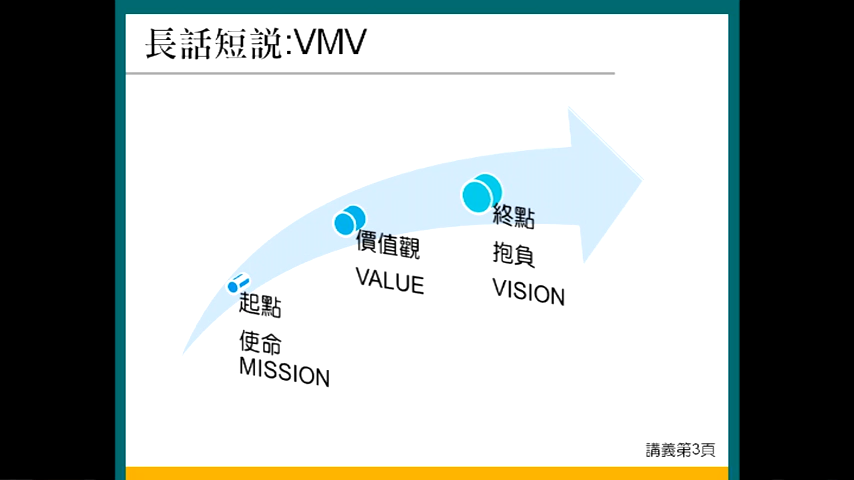 長話短説:VMV
起點
使命
MISSION
價值觀
VALUE
終點
抱負
VISION
講義第3頁